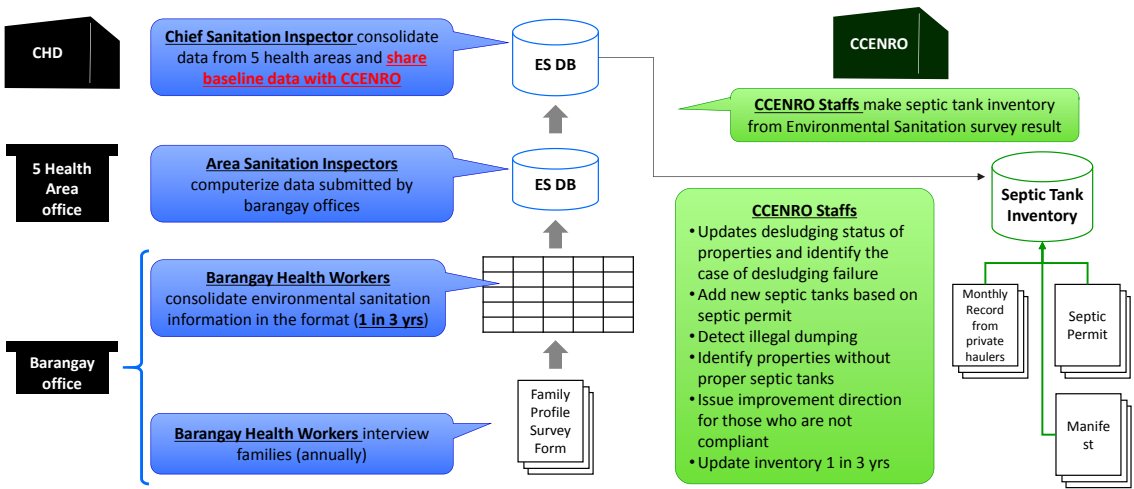 CHD
Chief Sanitation Inspector consolidate
data from 5 health areas and share
baseline data with CCENRO
ES DB
CCENRO
CCENRO Staffs make septic tank inventory
from Environmental Sanitation survey result
5 Health
Area
office
Area Sanitation Inspectors
computerize data submitted by
barangay offices
ES DB
Septic Tank
Inventory
CCENRO Staffs
• Updates desludging status of
properties and identify the
case of desludging failure
• Add new septic tanks based on
septic permit
• Detect illegal dumping
• Identify properties without
proper septic tanks
• Issue improvement direction
for those who are not
compliant
• Update inventory 1 in 3 yrs
Barangay Health Workers
consolidate environmental sanitation
information in the format (1 in 3 yrs)
Monthly
Record
from
private
haulers
Septic
Permit
Barangay
office
Family
Profile
Survey
Form
Barangay Health Workers interview
families (annually)
Manife
st